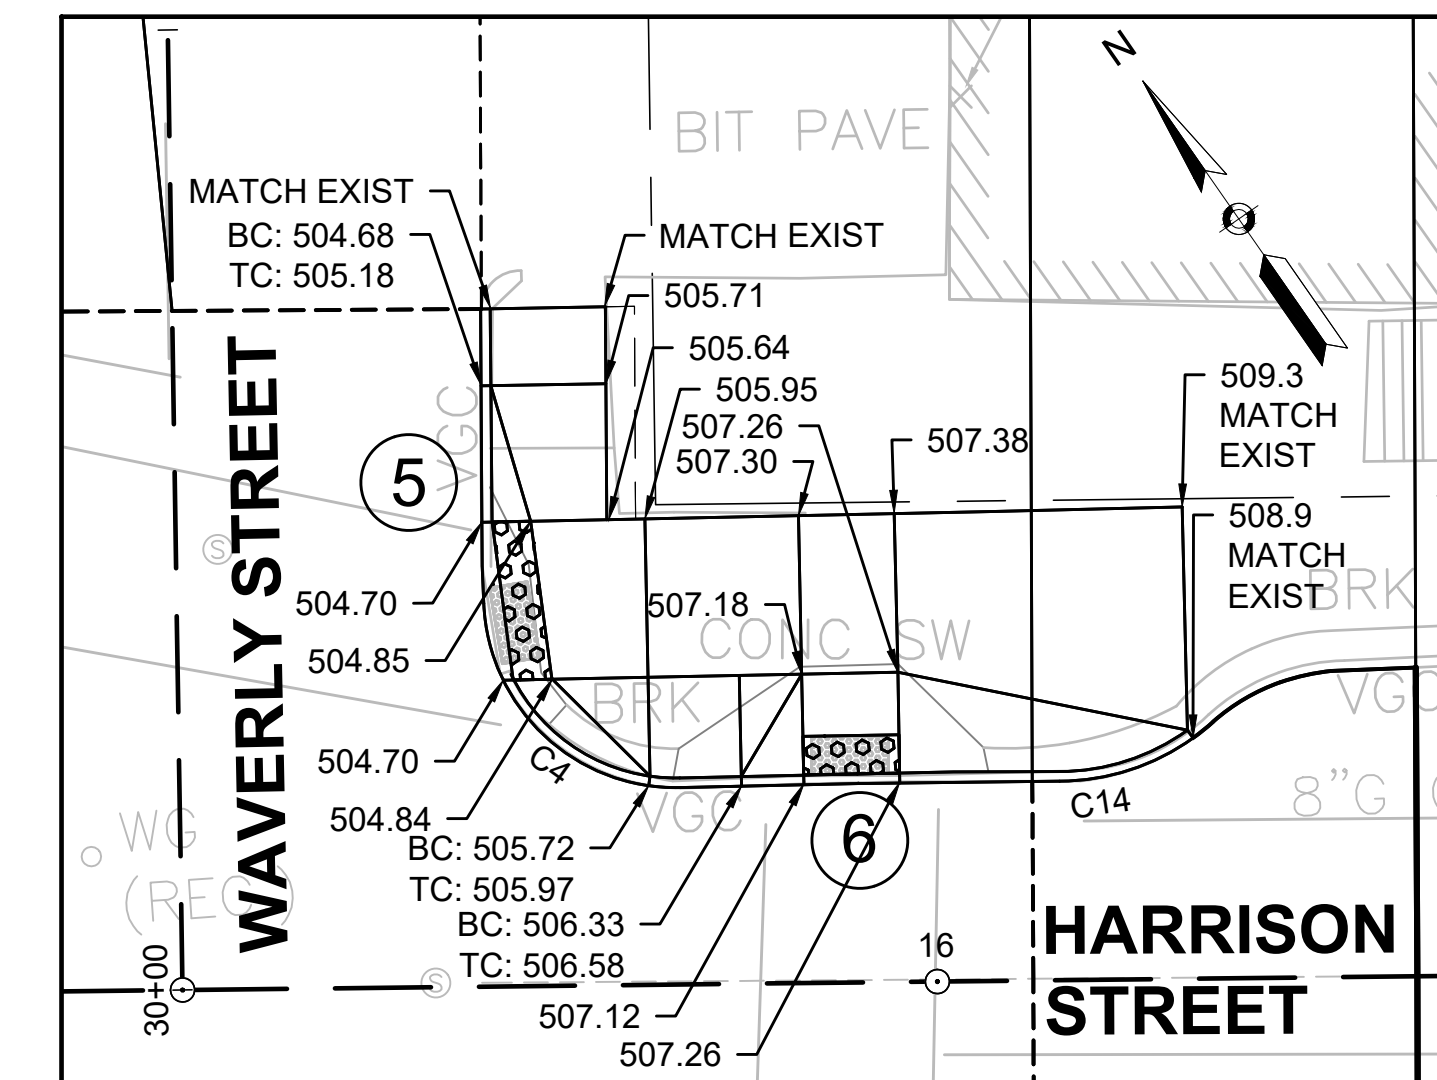 N
BIT PAVE
MATCH EXIST
BC: 504.68
TC: 505.18
MATCH EXIST
505.71
505.64
505.95
507.26
507.30
507.38
509.3
MATCH
EXIST
508.9
MATCH
EXIST
VGC
5
S
WAVERLY STREET
504.70
504.85
507.18
CONC SW
BRK
BRK
VGC
504.70
C4
504.84
VGC
C14
8"G
6
WG
(REC)
BC: 505.72
TC: 505.97
BC: 506.33
TC: 506.58
507.12
507.26
30+00
S
16
HARRISON
STREET